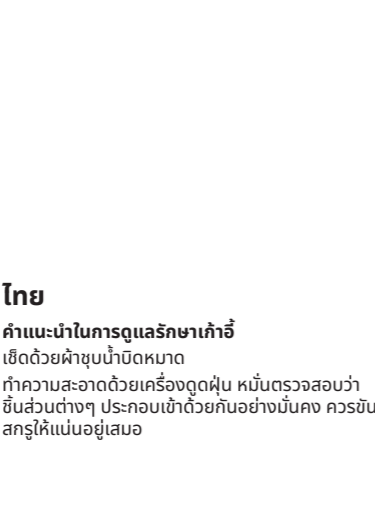 ไทย
คำแนะนำในการดูแลรักษาเก้าอี้
เช็ดด้วยผ้าชุบน้ำบิดหมาด
ทำความสะอาดด้วยเครื่องดูดฝุ่น หมั่นตรวจสอบว่า
ชิ้นส่วนต่างๆ ประกอบเข้าด้วยกันอย่างมั่นคง ควรขัน
สกรูให้แน่นอยู่เสมอ